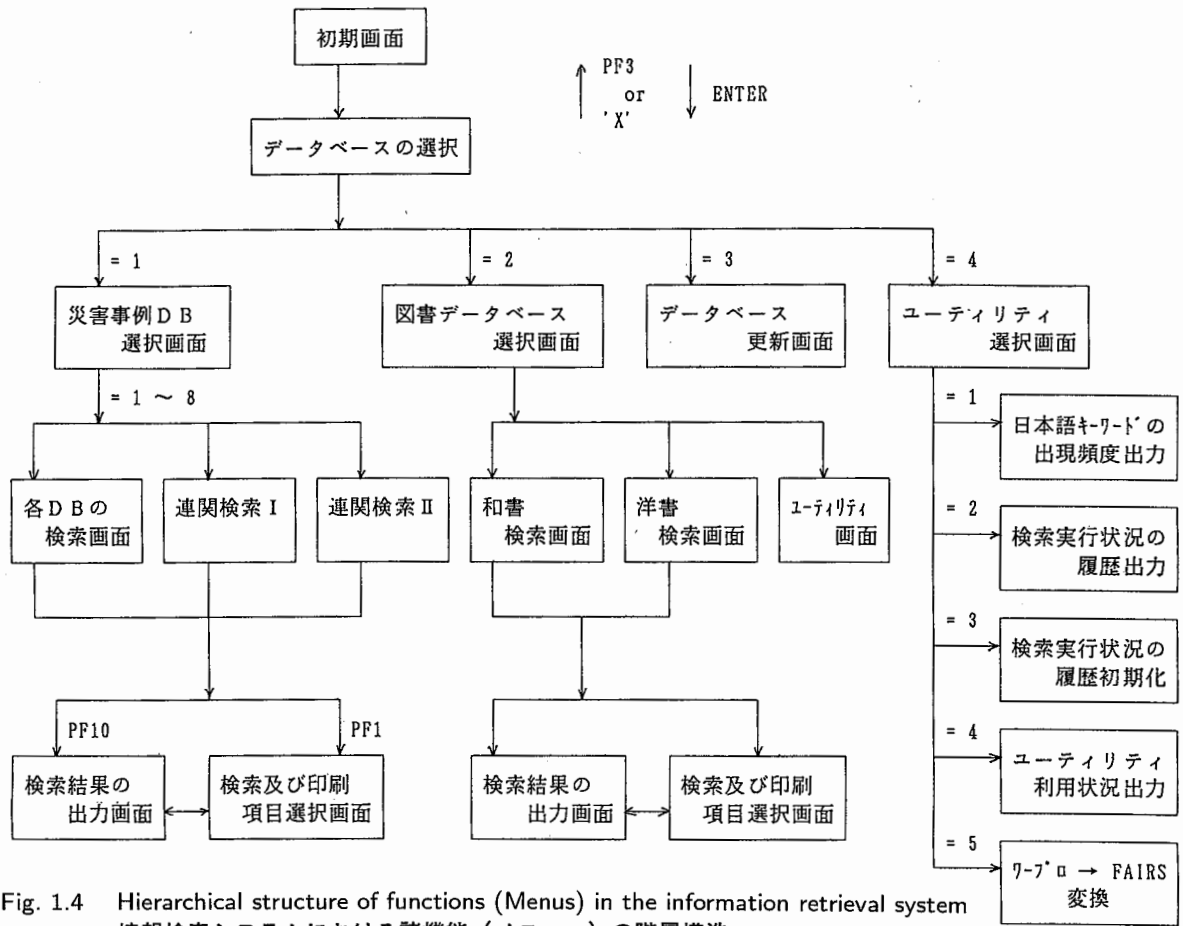 初期画面
PF3
or
'X'
ENTER
データベースの選択
= 1
= 2
= 3
= 4
災害事例DB
選択画面
図書データベース
選択画面
データベース
更新画面
ユーティリティ
選択画面
= 1 ～ 8
各DBの
検索画面
連関検索Ⅰ
連関検索Ⅱ
和書
検索画面
洋書
検索画面
ﾕｰﾃｨﾘﾃｨ
画面
PF10
PF1
検索結果の
出力画面
検索及び印刷
項目選択画面
検索結果の
出力画面
検索及び印刷
項目選択画面
= 1
日本語ｷｰﾜｰﾄﾞの
出現頻度出力
= 2
検索実行状況の
履歴出力
= 3
検索実行状況の
履歴初期化
= 4
ユーティリティ
利用状況出力
= 5
ﾜｰﾌﾟﾛ → FAIRS
変換
Fig. 1.4 Hierarchical structure of functions (Menus) in the information retrieval system